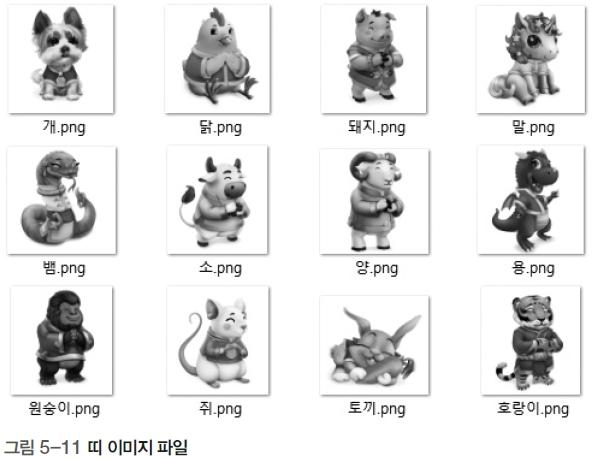 개.png 닭.png 돼지.png 말.png
뱀.png 소.png 양.png 용.png
원숭이.png 쥐.png 토끼.png 호랑이.png
그림 5-11 띠 이미지 파일